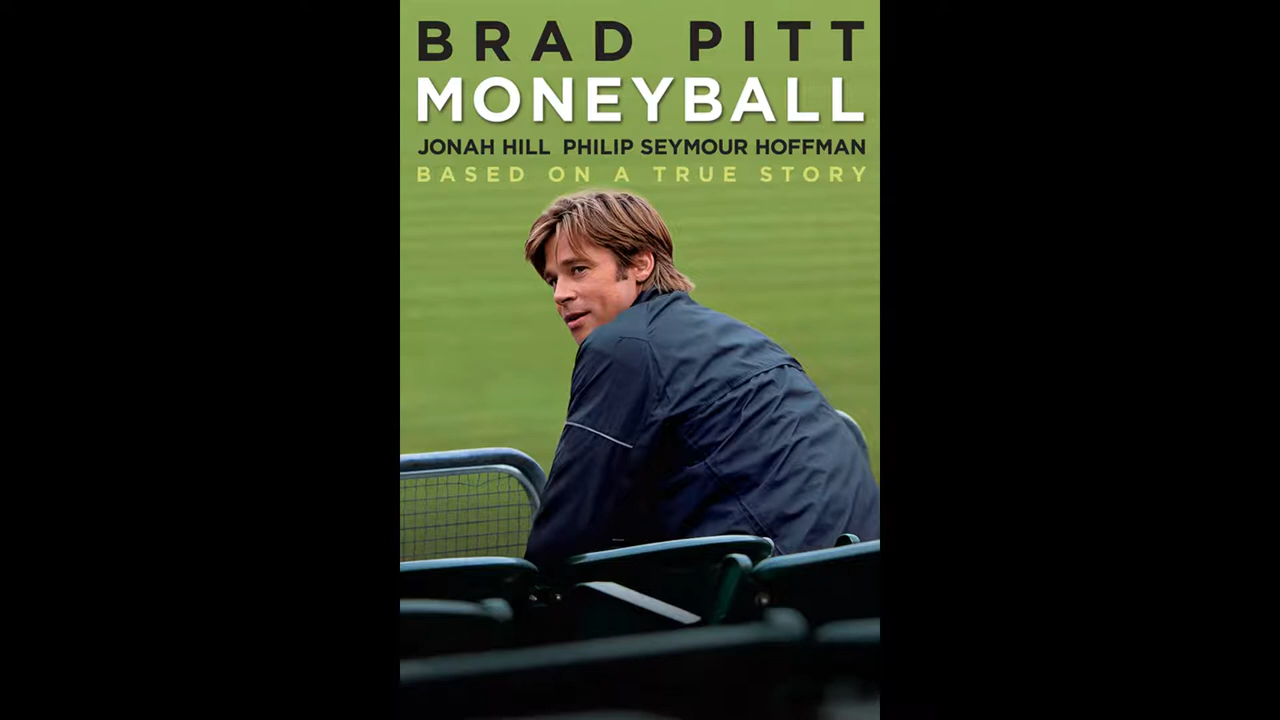 BRAD PITT
MONEYBALL
JONAH HILL PHILIP SEYMOUR HOFFMAN
BASED ON A TRUE STORY